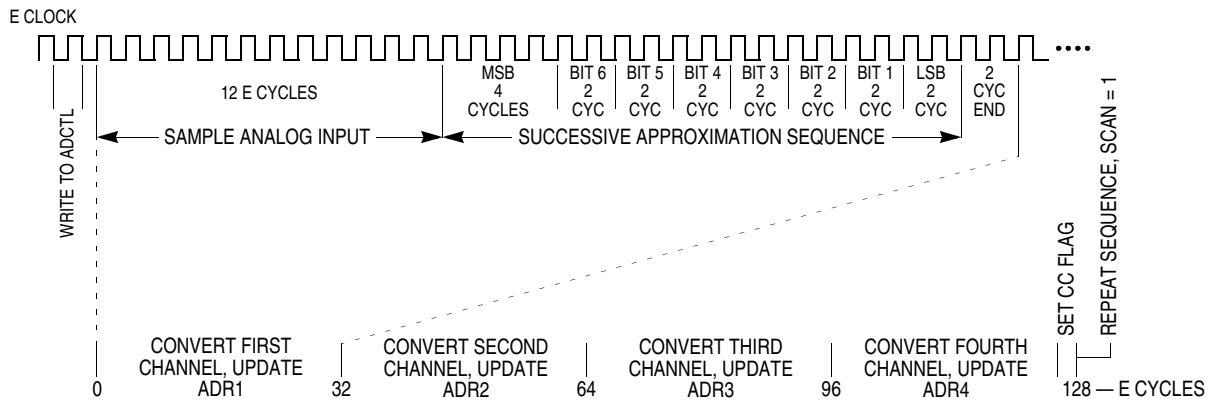 E CLOCK
12 E CYCLES
MSB
4
CYCLES
BIT 6
2
CYC
BIT 5
2
CYC
BIT 4
2
CYC
BIT 3
2
CYC
BIT 2
2
CYC
BIT 1
2
CYC
LSB
2
CYC
2
CYC
END
WRITE TO ADCTL
SAMPLE ANALOG INPUT
SUCCESSIVE APPROXIMATION SEQUENCE
SET CC FLAG
REPEAT SEQUENCE, SCAN = 1
CONVERT FIRST
CHANNEL, UPDATE
ADR1
CONVERT SECOND
CHANNEL, UPDATE
ADR2
CONVERT THIRD
CHANNEL, UPDATE
ADR3
CONVERT FOURTH
CHANNEL, UPDATE
ADR4
0
32
64
96
128 — E CYCLES